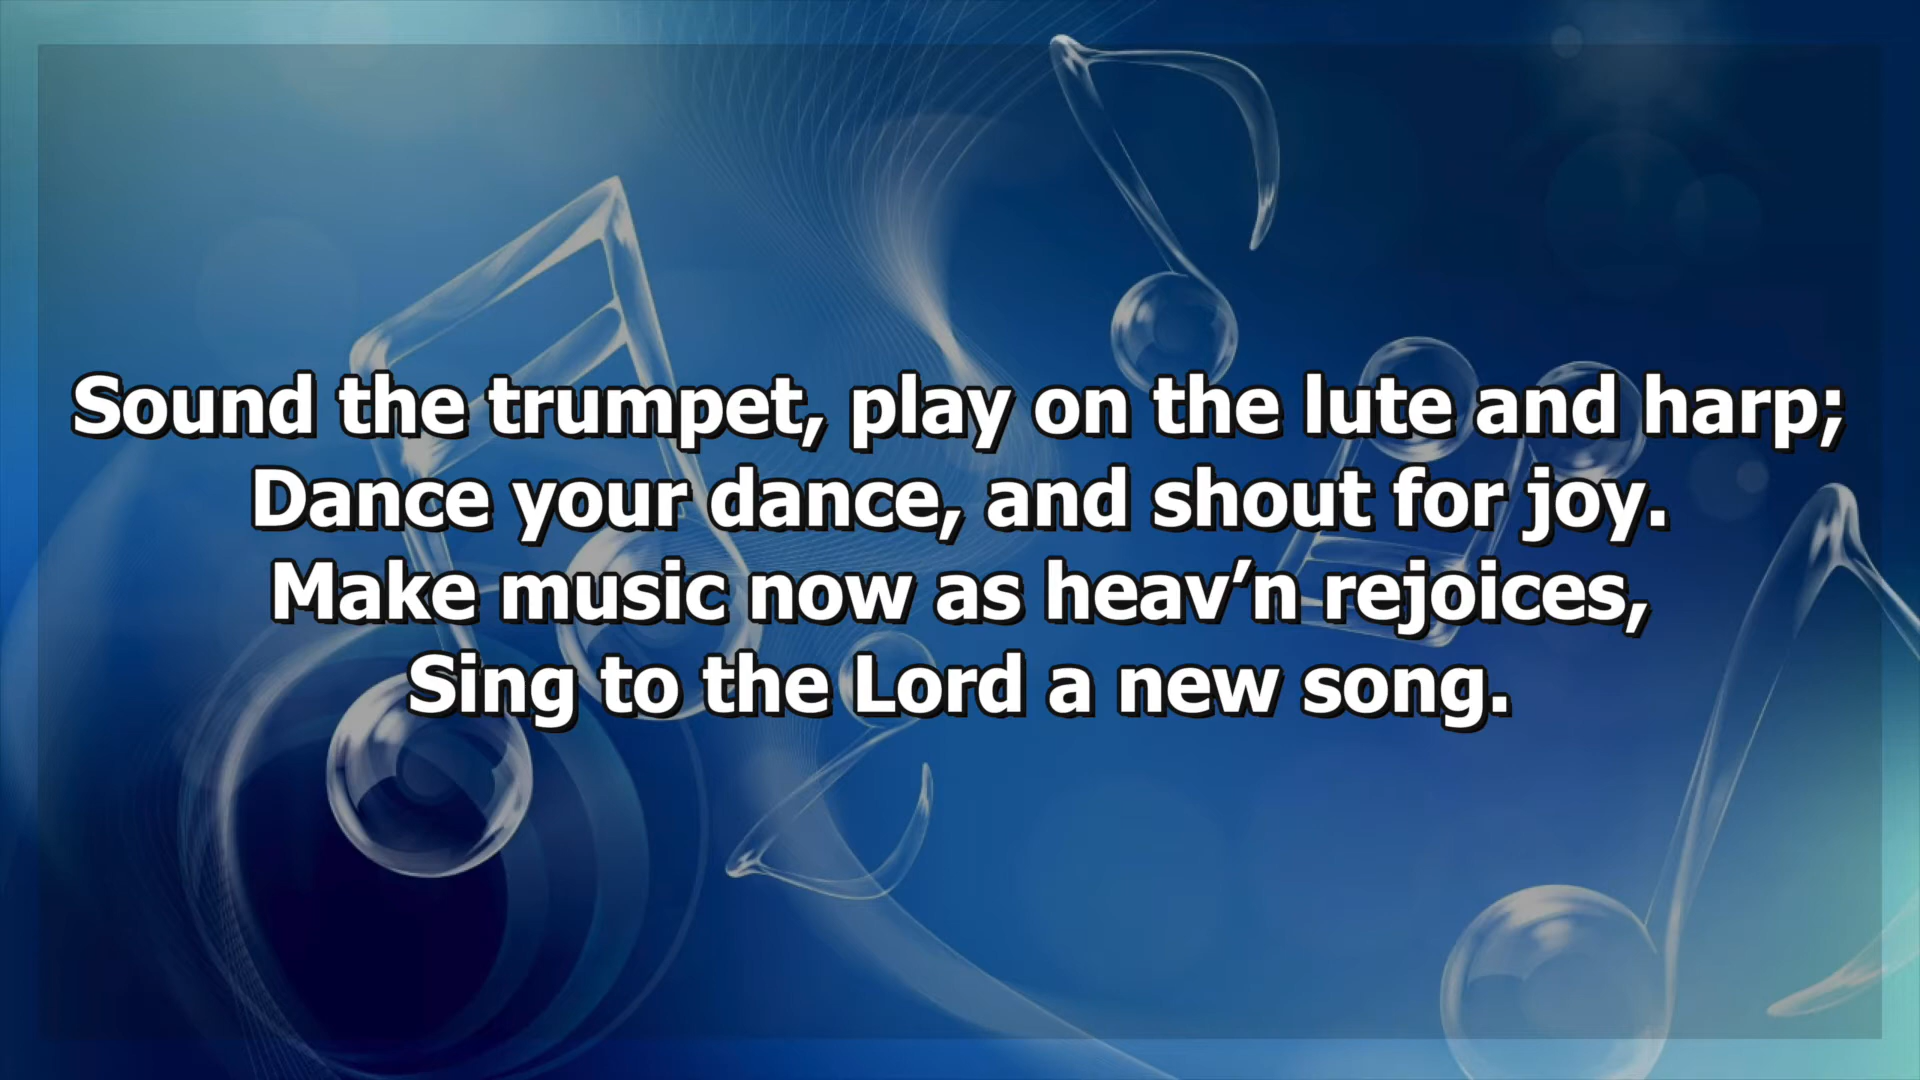 Sound the trumpet, play on the lute and harp;
Dance your dance, and shout for joy.
Make music now as heav’n rejoices,
Sing to the Lord a new song.